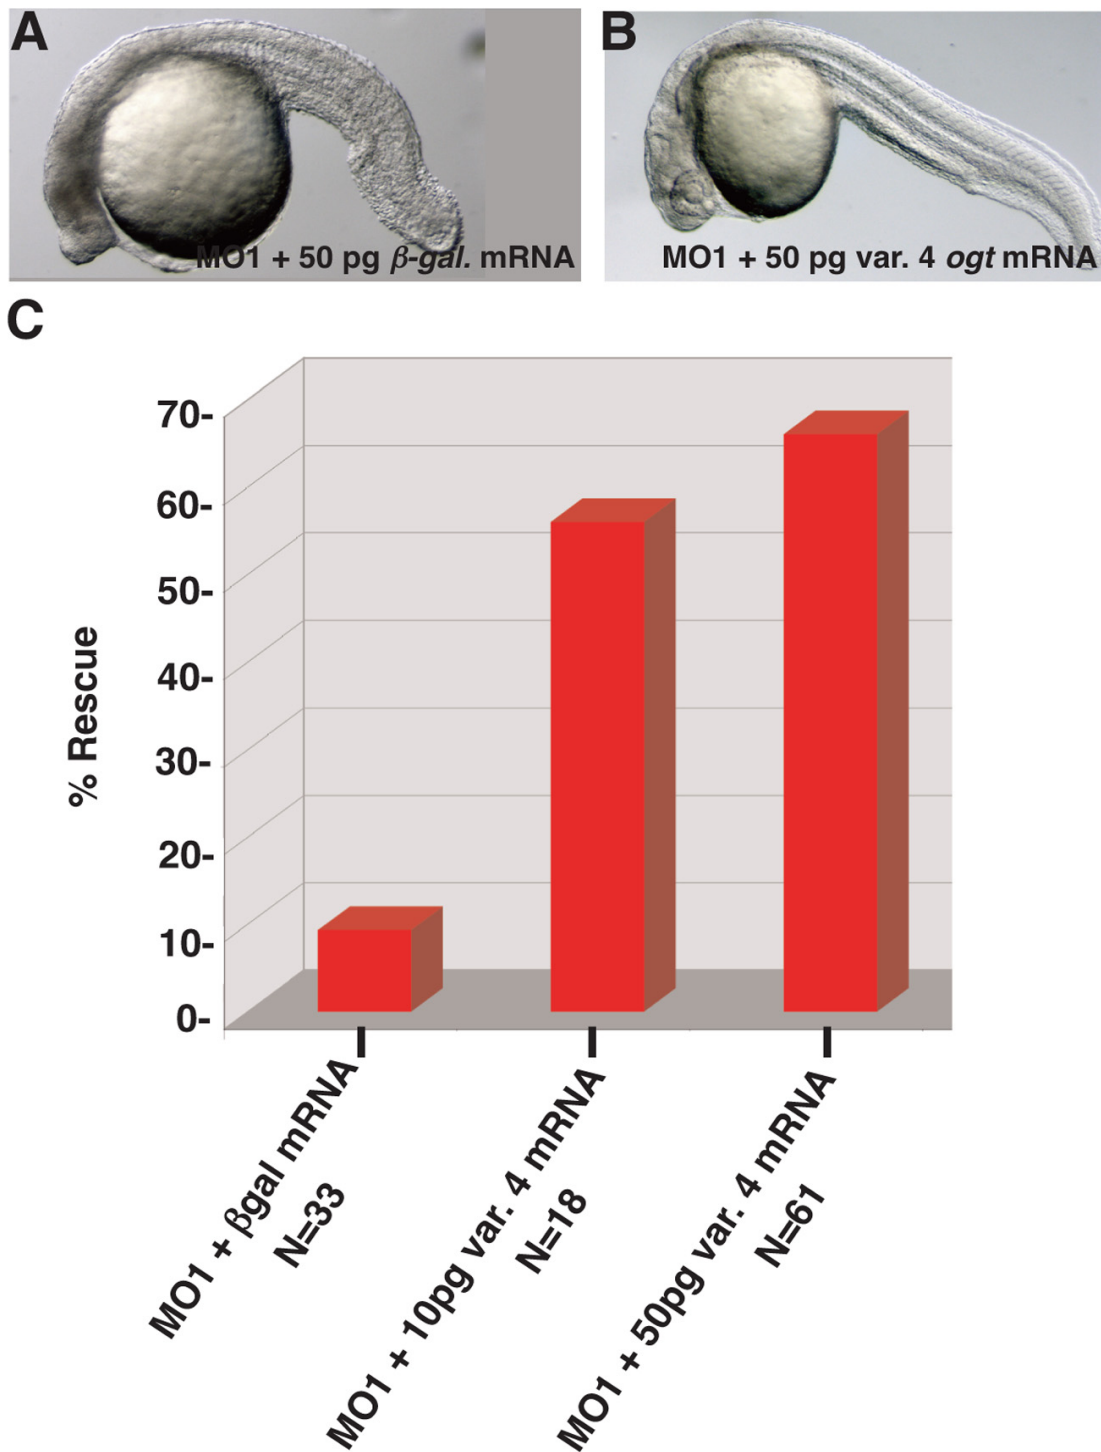 A
B
MO1 + 50 pg β-gal. mRNA
MO1 + 50 pg var. 4 ogt mRNA
C
70-
60-
50-
40-
30-
20-
10-
0-
% Rescue
MO1 + βgal mRNA
N=33
MO1 + 10pg var. 4 mRNA
N=18
MO1 + 50pg var. 4 mRNA
N=61